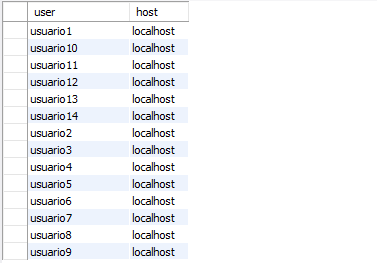 user host
usuario1 localhost
usuario10 localhost
usuario11 localhost
usuario12 localhost
usuario13 localhost
usuario14 localhost
usuario2 localhost
usuario3 localhost
usuario4 localhost
usuario5 localhost
usuario6 localhost
usuario7 localhost
usuario8 localhost
usuario9 localhost